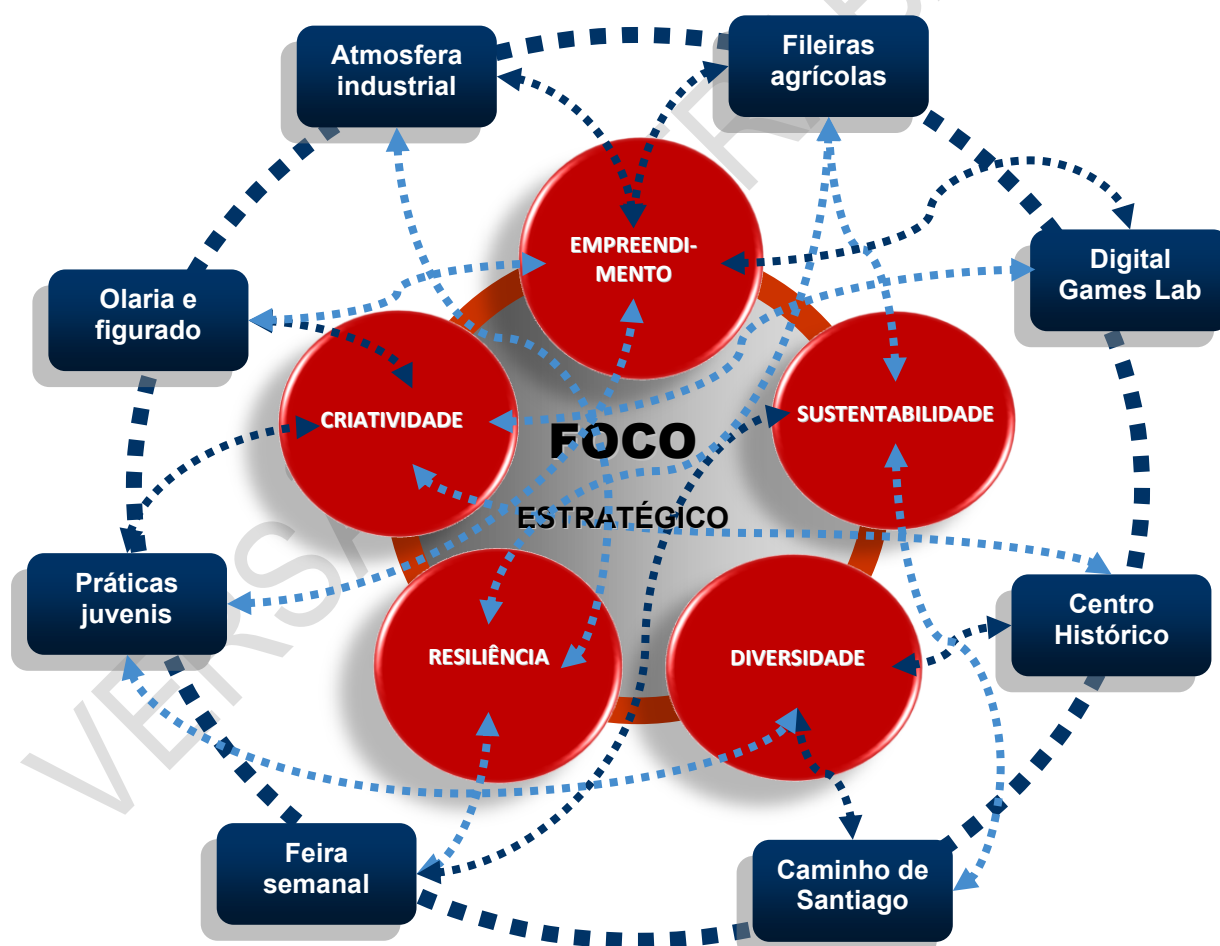 Atmosfera
industrial
Fileiras
agrícolas
EMPREENDI-
MENTO
Olaria e
figurado
Digital
Games Lab
CRIATIVIDADE
SUSTENTABILIDADE
FOCO
ESTRATÉGICO
Práticas
juvenis
Centro
Histórico
RESILIÊNCIA
DIVERSIDADE
Feira
semanal
Caminho de
Santiago